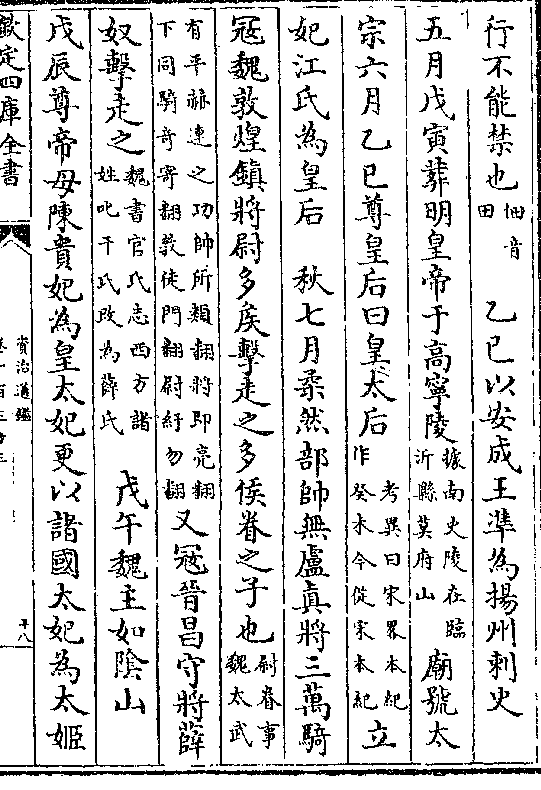 行不能禁也佃音田 乙巳以安成王準為揚州刺史
五月戊寅葬明皇帝于高寧陵據南史陵在臨沂縣莫府山 廟號太
宗六月乙巳尊皇后曰皇太后考異曰宋畧本紀作癸未今從宋本紀立
妃江氏為皇后 秋七月柔然部帥無盧真將三萬騎
冦魏敦煌鎮將尉多侯擊走之多侯眷之子也尉眷事魏太武
有平赫連之功帥所類翻將即亮翻下同騎奇寄翻敦徒門翻尉紆勿翻又冦晉昌守將薛
奴擊走之魏書官氏志西方諸姓叱干氏改為薛氏 戊午魏主如隂山
戊辰尊帝母陳貴妃為皇太妃更以諸國太妃為太姬
欽定四庫全書
資治通鑑
卷一百三十三
十八